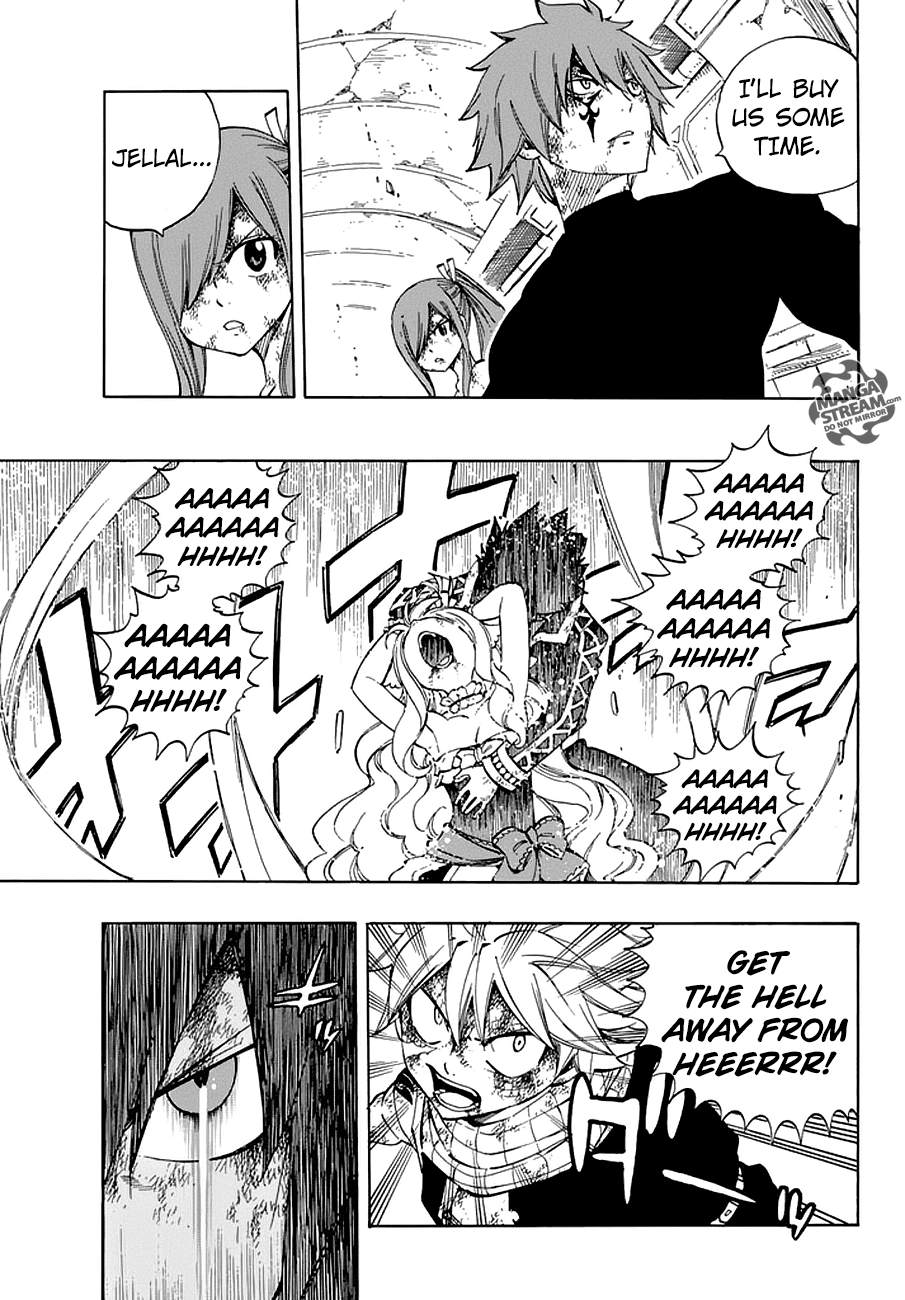 I'LL BUY
US SOME
TIME.
JELLAL...
MANGA
STREAM.com
DO NOT MIRROR
AAAAA
AAAAAA
HHHH!
AAAAA
AAAAAA
HHHH!
AAAAA
AAAAAA
HHHH!
AAAAA
AAAAAA
HHHH!
AAAAA
AAAAAA
HHHH!
GET
THE HELL
AWAY FROM
HEEERRR!